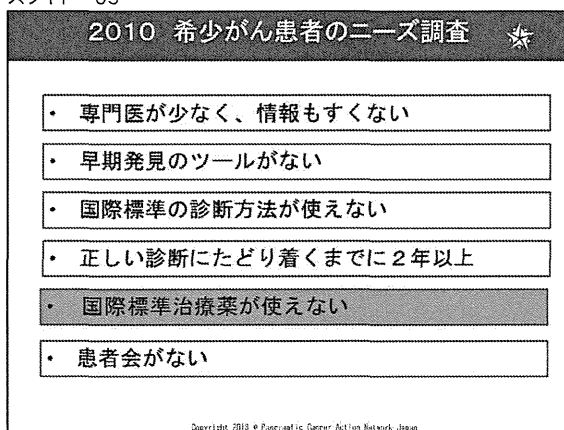 2010 希少がん患者のニーズ調査
・ 専門医が少なく、情報もすくない
・ 早期発見のツールがない
・ 国際標準の診断方法が使えない
・ 正しい診断にたどり着くまでに2年以上
・ 国際標準治療薬が使えない
・ 患者会がない
Copyright 2013 © Pancreatic Cancer Action Network Japan